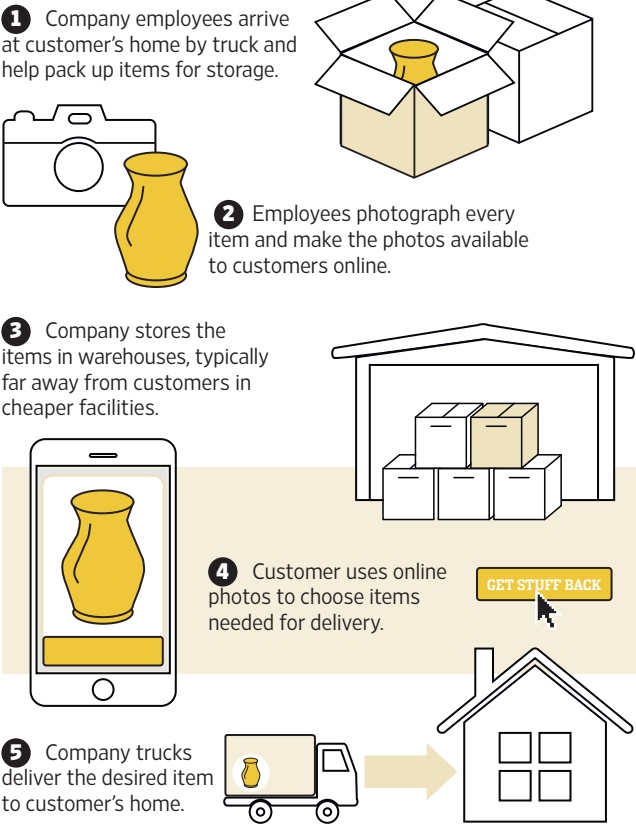 1 Company employees arrive
at customer's home by truck and
help pack up items for storage.
2 Employees photograph every
item and make the photos available
to customers online.
3 Company stores the
items in warehouses, typically
far away from customers in
cheaper facilities.
4 Customer uses online
photos to choose items
needed for delivery.
GET STUFF BACK
5 Company trucks
deliver the desired item
to customer's home.